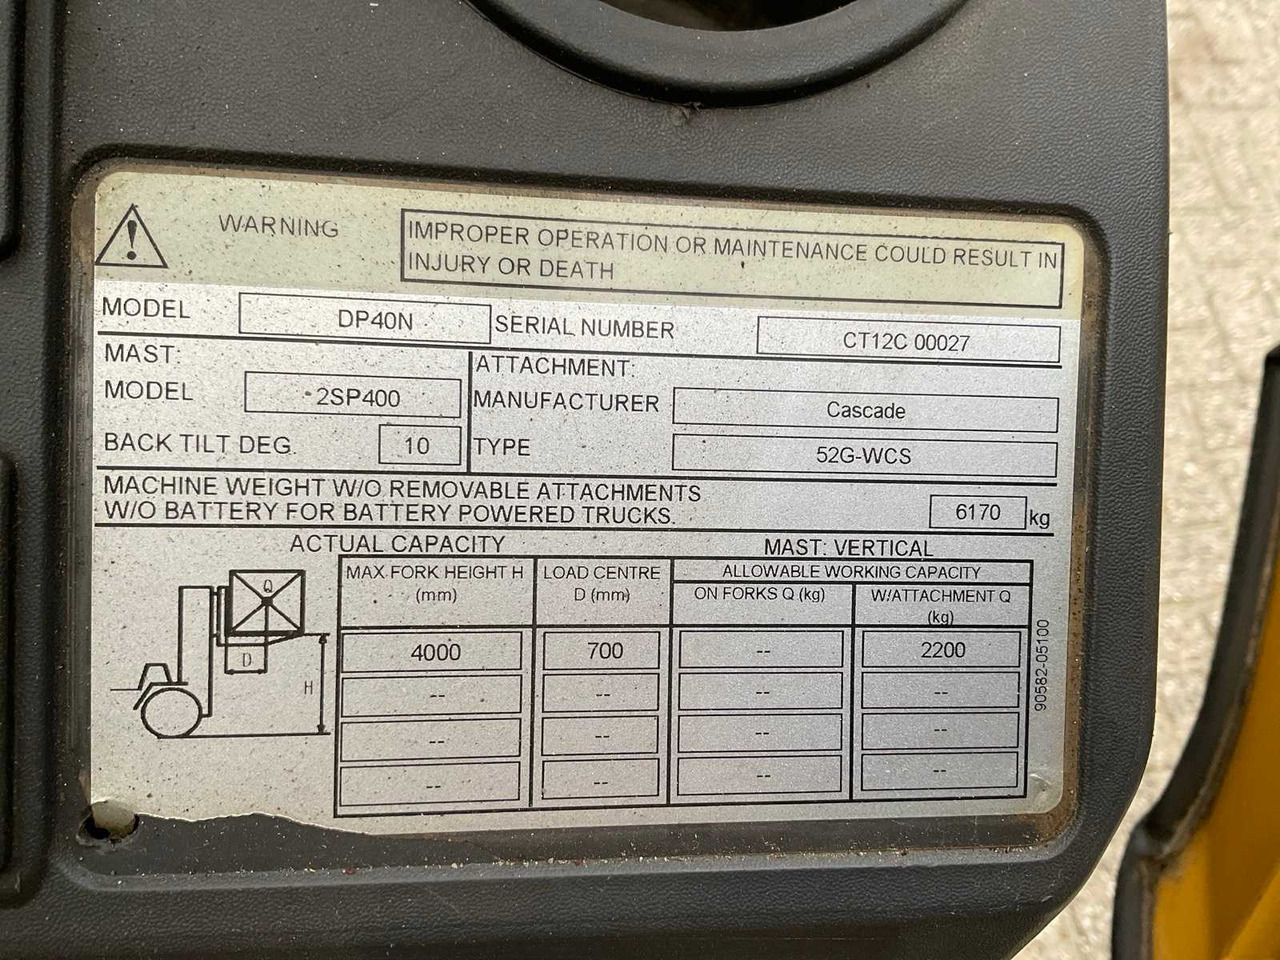 WARNING
IMPROPER OPERATION OR MAINTENANCE COULD RESULT IN
INJURY OR DEATH
MODEL DP40N SERIAL NUMBER CT12C 00027
MAST: ATTACHMENT:
MODEL 2SP400 MANUFACTURER Cascade
BACK TILT DEG. 10 TYPE 52G-WCS
MACHINE WEIGHT W/O REMOVABLE ATTACHMENTS
W/O BATTERY FOR BATTERY POWERED TRUCKS. 6170 kg
ACTUAL CAPACITY MAST: VERTICAL
MAX.FORK HEIGHT H LOAD CENTRE ALLOWABLE WORKING CAPACITY
(mm) D (mm) ON FORKS Q (kg) W/ATTACHMENT Q
(kg)
4000 700 -- 2200
-- -- -- --
-- -- -- --
-- -- -- --
Q
D
H
90582-05100